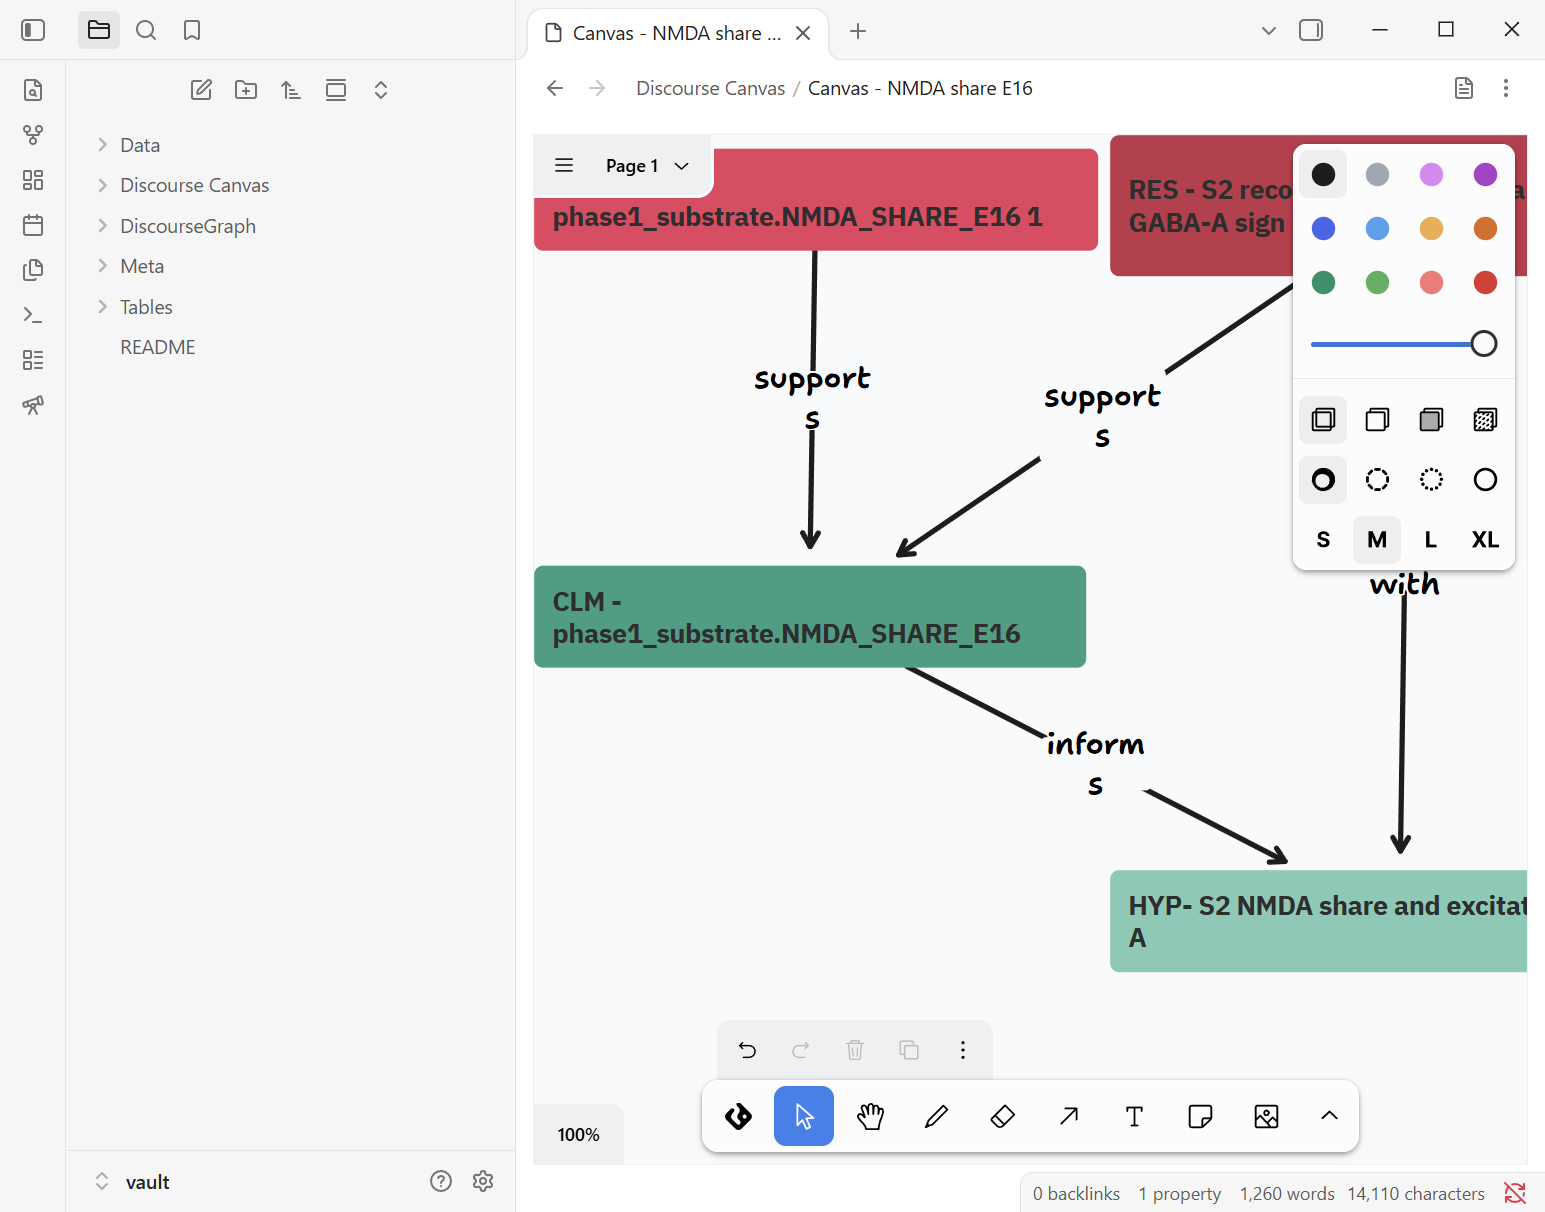 Canvas - NMDA share ...
Discourse Canvas / Canvas - NMDA share E16
Data
Discourse Canvas
DiscourseGraph
Meta
Tables
README
Page 1
phase1_substrate.NMDA_SHARE_E16 1
RES - S2 reco
GABA-A sign
support
s
support
s
S M L XL
with
CLM -
phase1_substrate.NMDA_SHARE_E16
inform
s
HYP- S2 NMDA share and excitat
A
100%
vault
0 backlinks 1 property 1,260 words 14,110 characters